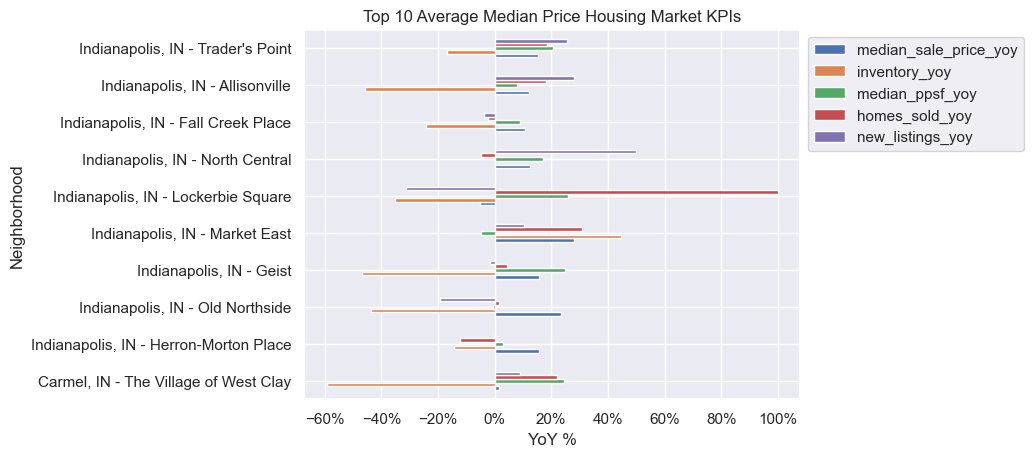 Top 10 Average Median Price Housing Market KPIs
Neighborhood
Indianapolis, IN - Trader's Point
Indianapolis, IN - Allisonville
Indianapolis, IN - Fall Creek Place
Indianapolis, IN - North Central
Indianapolis, IN - Lockerbie Square
Indianapolis, IN - Market East
Indianapolis, IN - Geist
Indianapolis, IN - Old Northside
Indianapolis, IN - Herron-Morton Place
Carmel, IN - The Village of West Clay
−60% −40% −20% 0% 20% 40% 60% 80% 100%
YoY %
median_sale_price_yoy
inventory_yoy
median_ppsf_yoy
homes_sold_yoy
new_listings_yoy